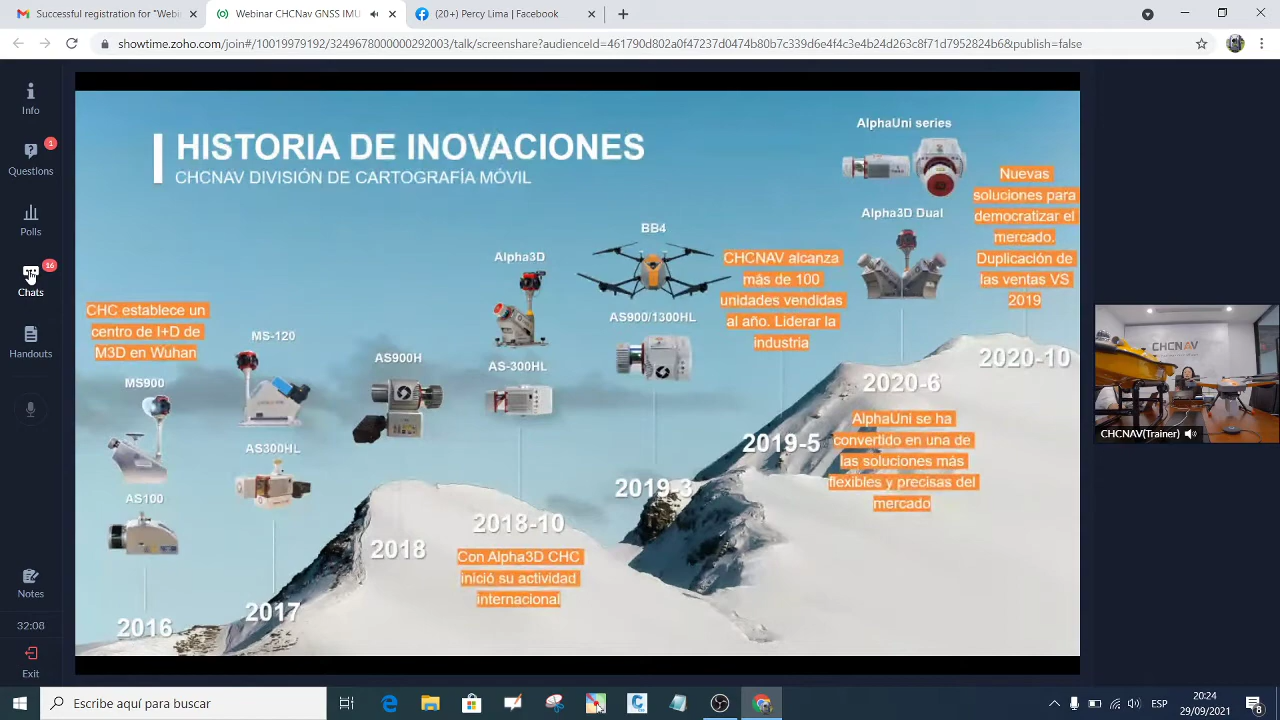 Successful registration for "Web
Webinar CHCNav GNSS IMU
(20+) Percy Lima | Facebook
showtime.zoho.com/join#/10019979192/3249678000000292003/talk/screenshare?audienceId=461790d802a0f47237d0474b80b7c339d6e4f4c3e4b24d263c8f71d7952824b68&publish=false
Info
1
Questions
Polls
16
Chats
Handouts
Notes
32:08
Exit
HISTORIA DE INOVACIONES
CHCNAV DIVISIÓN DE CARTOGRAFÍA MÓVIL
CHC establece un
centro de I+D de
M3D en Wuhan
MS900
AS100
2016
MS-120
AS300HL
2017
AS900H
2018
Alpha3D
AS-300HL
2018-10
Con Alpha3D CHC
inició su actividad
internacional
BB4
AS900/1300HL
2019-3
CHCNAV alcanza
más de 100
unidades vendidas
al año. Liderar la
industria
2019-5
AlphaUni series
Alpha3D Dual
2020-6
AlphaUni se ha
convertido en una de
las soluciones más
flexibles y precisas del
mercado
Nuevas
soluciones para
democratizar el
mercado.
Duplicación de
las ventas VS
2019
2020-10
CHCNAV
CHCNAV(Trainer)
Escribe aquí para buscar
ESP
20:24
29/09/2021
8